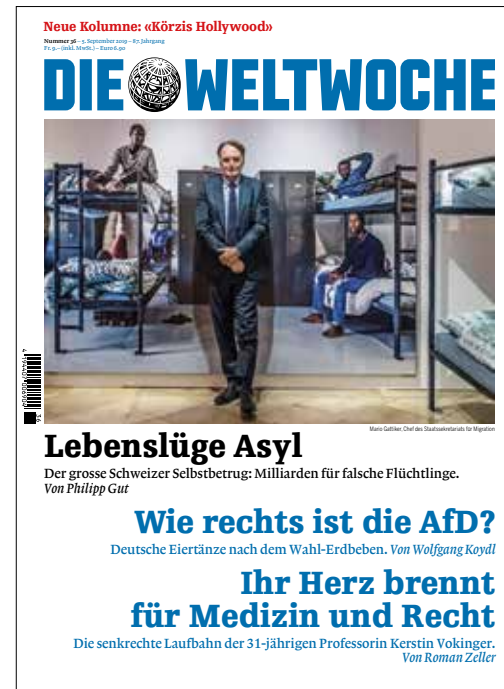 Neue Kolumne: «Körzis Hollywood»
Nummer 36 – 5. September 2019 – 87. Jahrgang
Fr. 9.– (inkl. MwSt.) – Euro 6.90
DIE WELTWOCHE
Mario Gattiker, Chef des Staatssekretariats für Migration
Lebenslüge Asyl
Der grosse Schweizer Selbstbetrug: Milliarden für falsche Flüchtlinge.
Von Philipp Gut
Wie rechts ist die AfD?
Deutsche Eiertänze nach dem Wahl-Erdbeben. Von Wolfgang Koydl
Ihr Herz brennt
für Medizin und Recht
Die senkrechte Laufbahn der 31-jährigen Professorin Kerstin Vokinger.
Von Roman Zeller